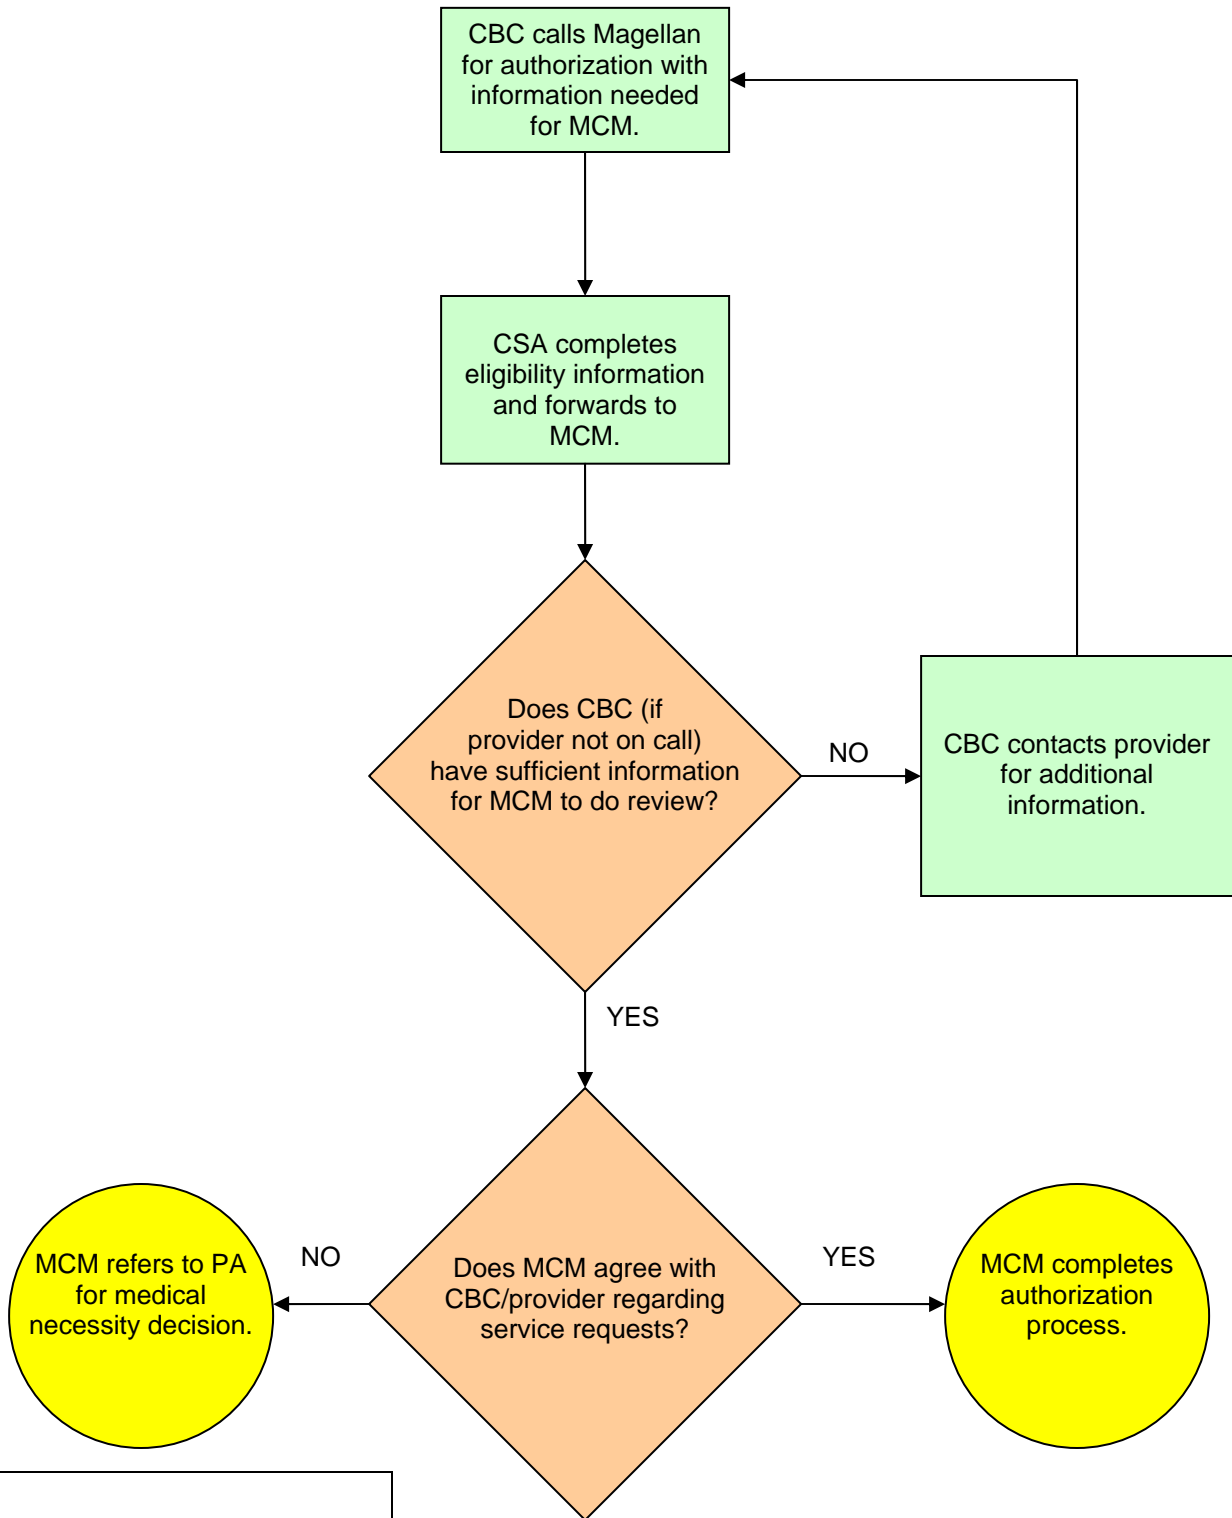 CBC calls Magellan
for authorization with
information needed
for MCM.
CSA completes
eligibility information
and forwards to
MCM.
Does CBC (if
provider not on call)
have sufficient information
for MCM to do review?
NO
CBC contacts provider
for additional
information.
YES
MCM refers to PA
for medical
necessity decision.
NO
Does MCM agree with
CBC/provider regarding
service requests?
YES
MCM completes
authorization
process.